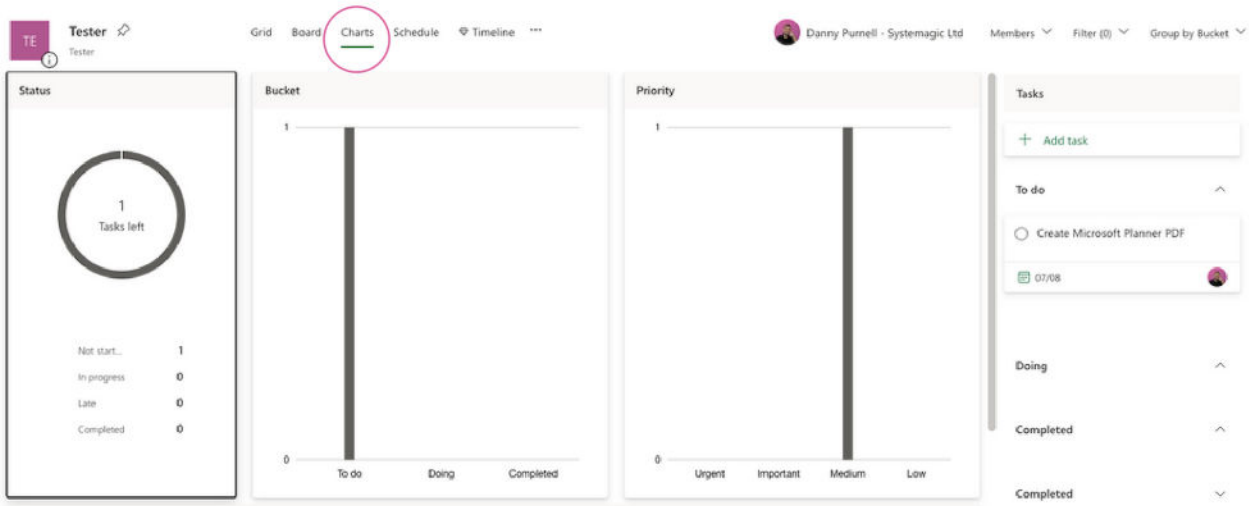 TE
Tester
Tester
Grid Board Charts Schedule Timeline ...
Danny Purnell - Systemagic Ltd Members Filter (0) Group by Bucket
Status
1
Tasks left
Not start... 1
In progress 0
Late 0
Completed 0
Bucket
1
0
To do Doing Completed
Priority
1
0
Urgent Important Medium Low
Tasks
+ Add task
To do
Create Microsoft Planner PDF
07/08
Doing
Completed
Completed